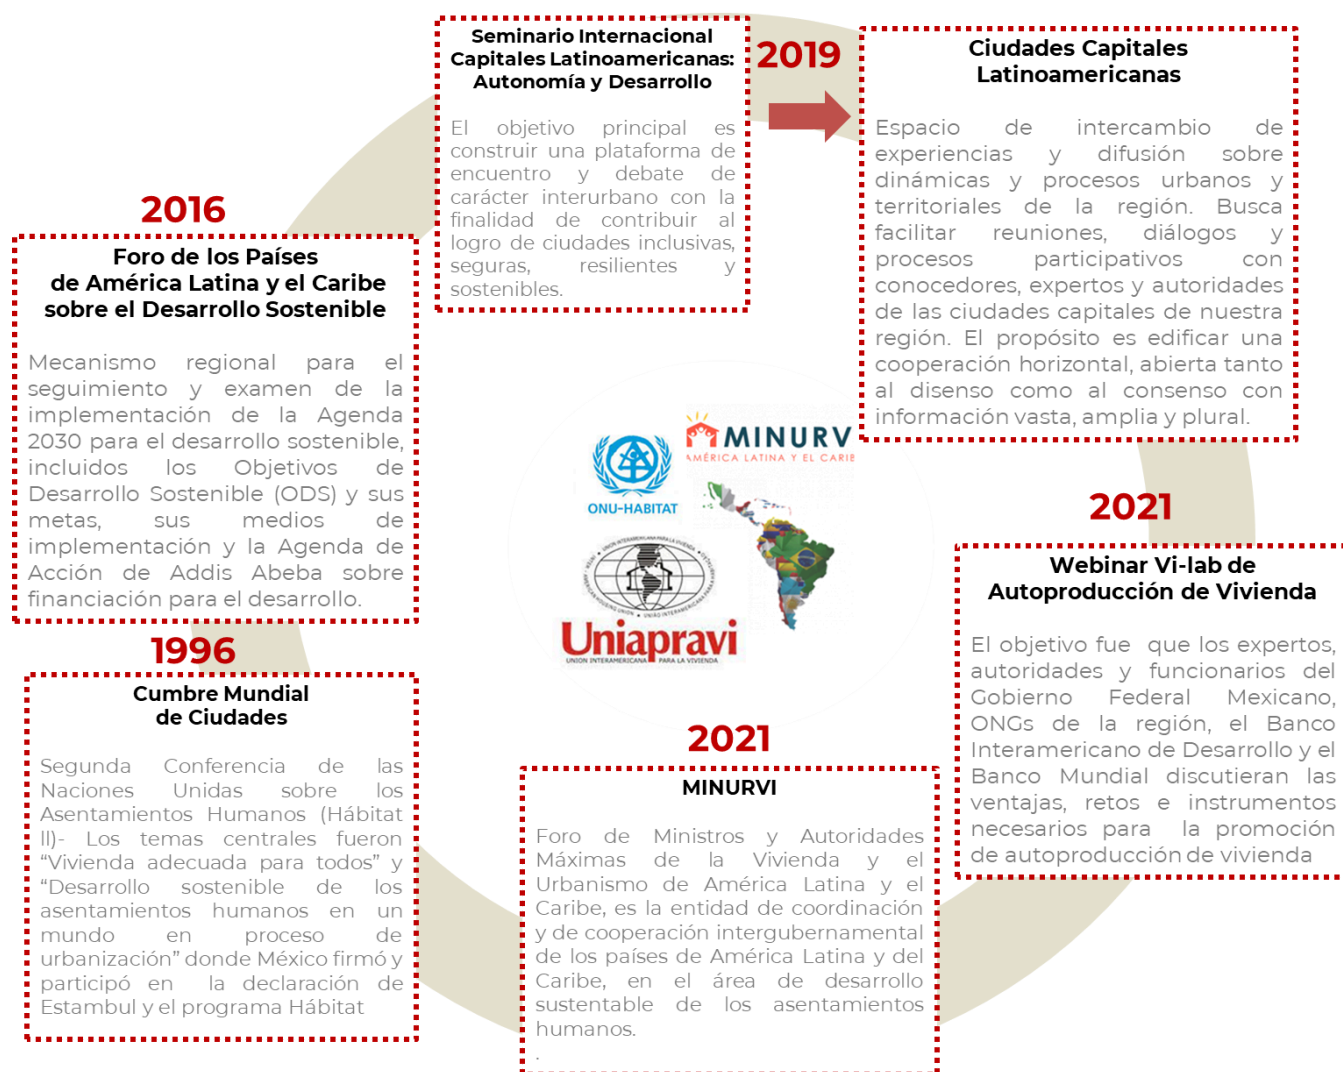 Seminario Internacional
Capitales Latinoamericanas:
Autonomía y Desarrollo
El objetivo principal es
construir una plataforma de
encuentro y debate de
carácter interurbano con la
finalidad de contribuir al
logro de ciudades inclusivas,
seguras, resilientes y
sostenibles.
2019
Ciudades Capitales
Latinoamericanas
Espacio de intercambio de
experiencias y difusión sobre
dinámicas y procesos urbanos y
territoriales de la región. Busca
facilitar reuniones, diálogos y
procesos participativos con
conocedores, expertos y autoridades
de las ciudades capitales de nuestra
región. El propósito es edificar una
cooperación horizontal, abierta tanto
al disenso como al consenso con
información vasta, amplia y plural.
2016
Foro de los Países
de América Latina y el Caribe
sobre el Desarrollo Sostenible
Mecanismo regional para el
seguimiento y examen de la
implementación de la Agenda
2030 para el desarrollo sostenible,
incluidos los Objetivos de
Desarrollo Sostenible (ODS) y sus
metas, sus medios de
implementación y la Agenda de
Acción de Addis Abeba sobre
financiación para el desarrollo.
MINURV
AMÉRICA LATINA Y EL CARIE
ONU-HABITAT
Uniapravi
UNION INTERAMERICANA PARA LA VIVIENDA
2021
Webinar Vi-lab de
Autoproducción de Vivienda
El objetivo fue que los expertos,
autoridades y funcionarios del
Gobierno Federal Mexicano,
ONGs de la región, el Banco
Interamericano de Desarrollo y el
Banco Mundial discutieran las
ventajas, retos e instrumentos
necesarios para la promoción
de autoproducción de vivienda
1996
Cumbre Mundial
de Ciudades
Segunda Conferencia de las
Naciones Unidas sobre los
Asentamientos Humanos (Hábitat
ll)- Los temas centrales fueron
“Vivienda adecuada para todos” y
“Desarrollo sostenible de los
asentamientos humanos en un
mundo en proceso de
urbanización” donde México firmó y
participó en la declaración de
Estambul y el programa Hábitat
2021
MINURVI
Foro de Ministros y Autoridades
Máximas de la Vivienda y el
Urbanismo de América Latina y el
Caribe, es la entidad de coordinación
y de cooperación intergubernamental
de los países de América Latina y del
Caribe, en el área de desarrollo
sustentable de los asentamientos
humanos.
.